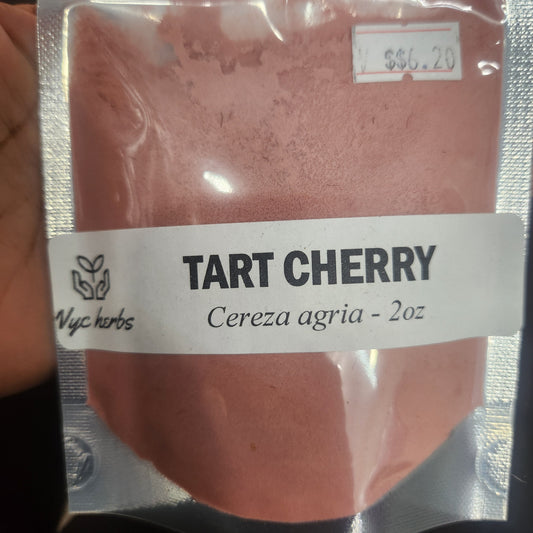 V $$6.20
TART CHERRY
Cereza agria - 2oz
Nyc herbs